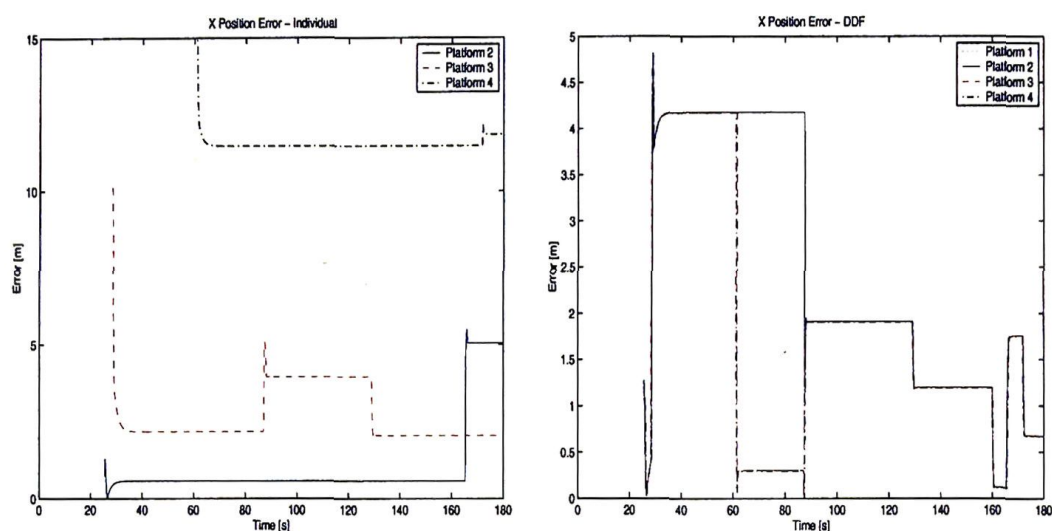 X Position Error – Individual
15
10
5
0
Error [m]
0 20 40 60 80 100 120 140 160 180
Time [s]
Platform 2
Platform 3
Platform 4
X Position Error – DDF
5
4.5
4
3.5
3
2.5
2
1.5
1
0.5
0
Error [m]
0 20 40 60 80 100 120 140 160 180
Time [s]
Platform 1
Platform 2
Platform 3
Platform 4